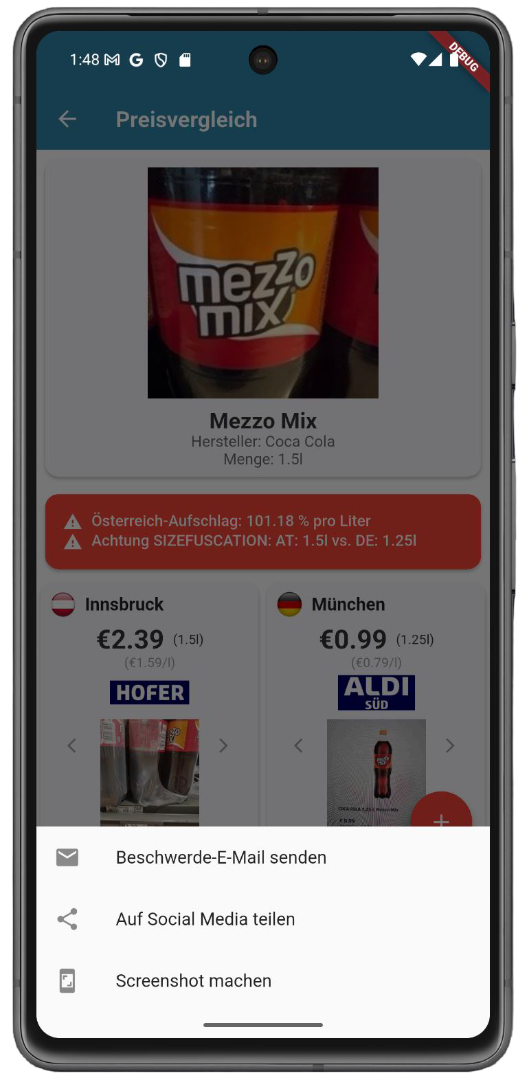 1:48
DEBUG
Preisvergleich
mezzo
mix
Mezzo Mix
Hersteller: Coca Cola
Menge: 1.5l
Österreich-Aufschlag: 101.18 % pro Liter
Achtung SIZEFUSCATION: AT: 1.5l vs. DE: 1.25l
Innsbruck
€2.39 (1.5l)
(€1.59/l)
HOFER
München
€0.99 (1.25l)
(€0.79/l)
ALDI
SÜD
Beschwerde-E-Mail senden
Auf Social Media teilen
Screenshot machen